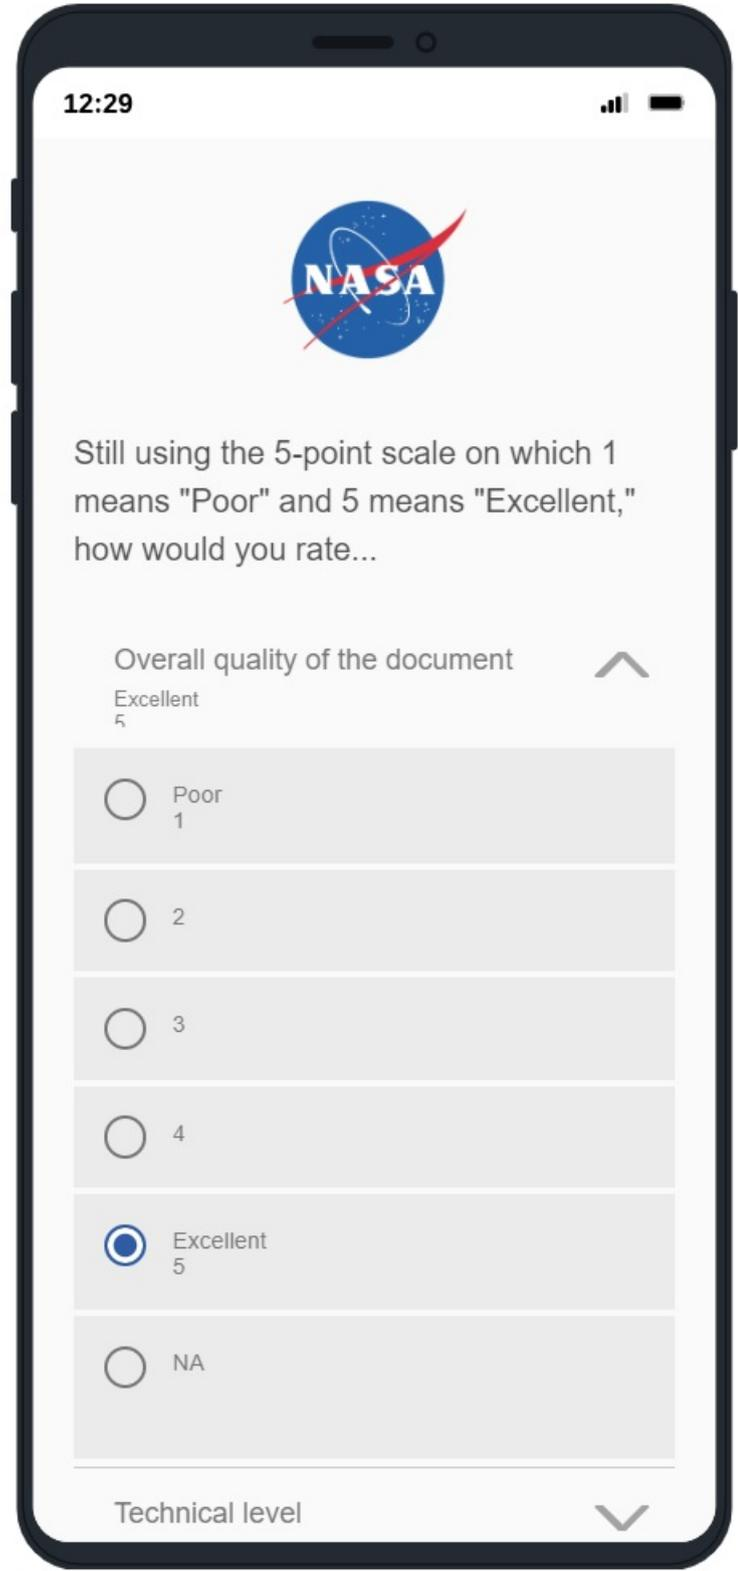 12:29
NASA
Still using the 5-point scale on which 1
means "Poor" and 5 means "Excellent,"
how would you rate...
Overall quality of the document
Excellent
5
Poor
1
2
3
4
Excellent
5
NA
Technical level